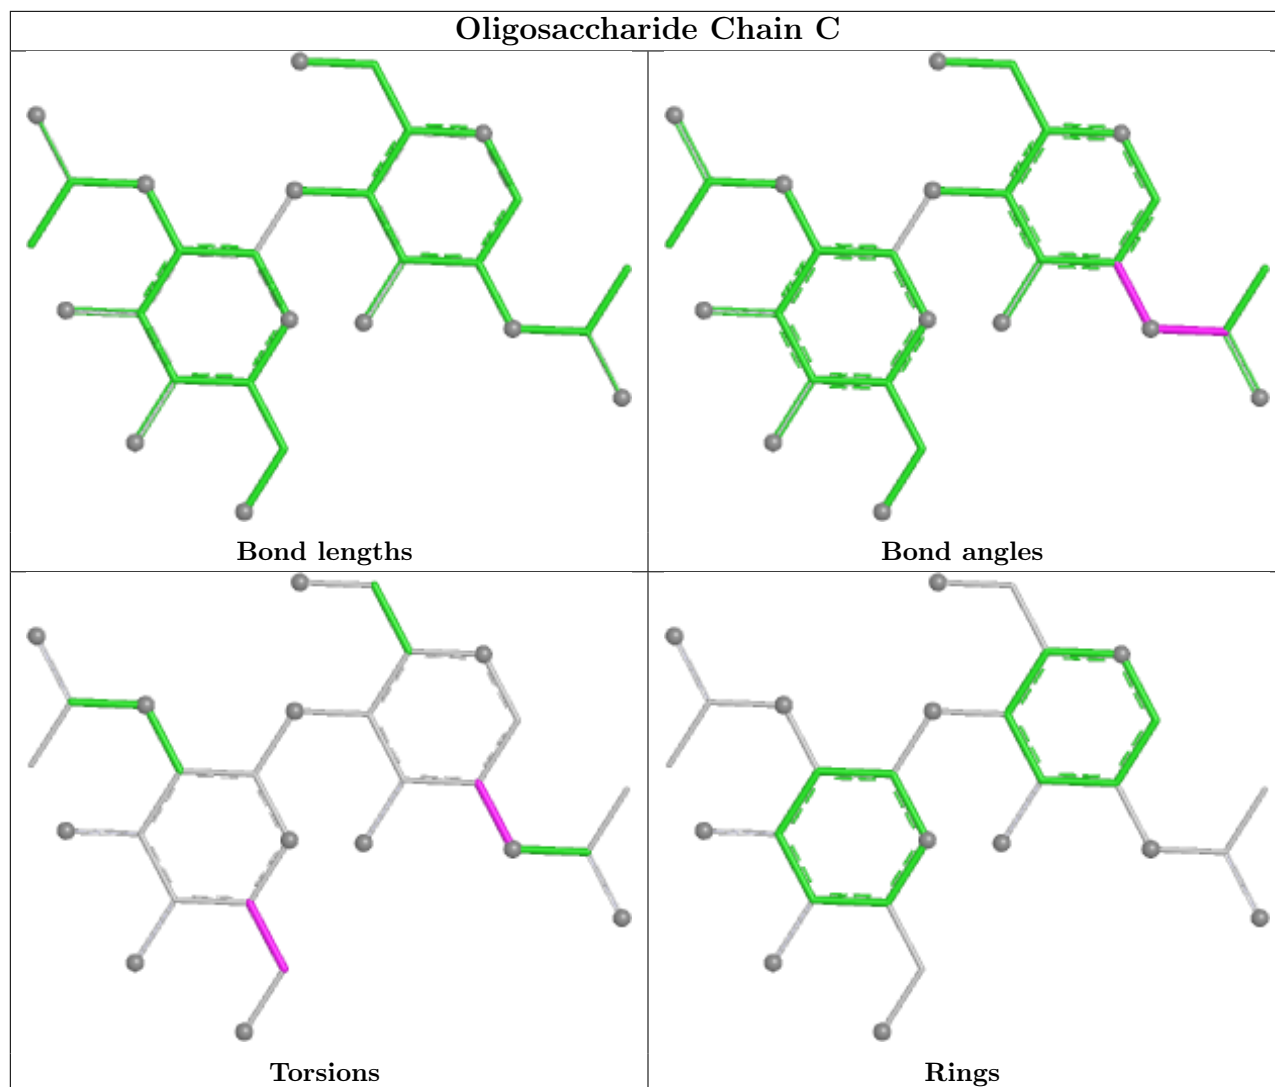 Oligosaccharide Chain C
Bond lengths
Bond angles
Torsions
Rings